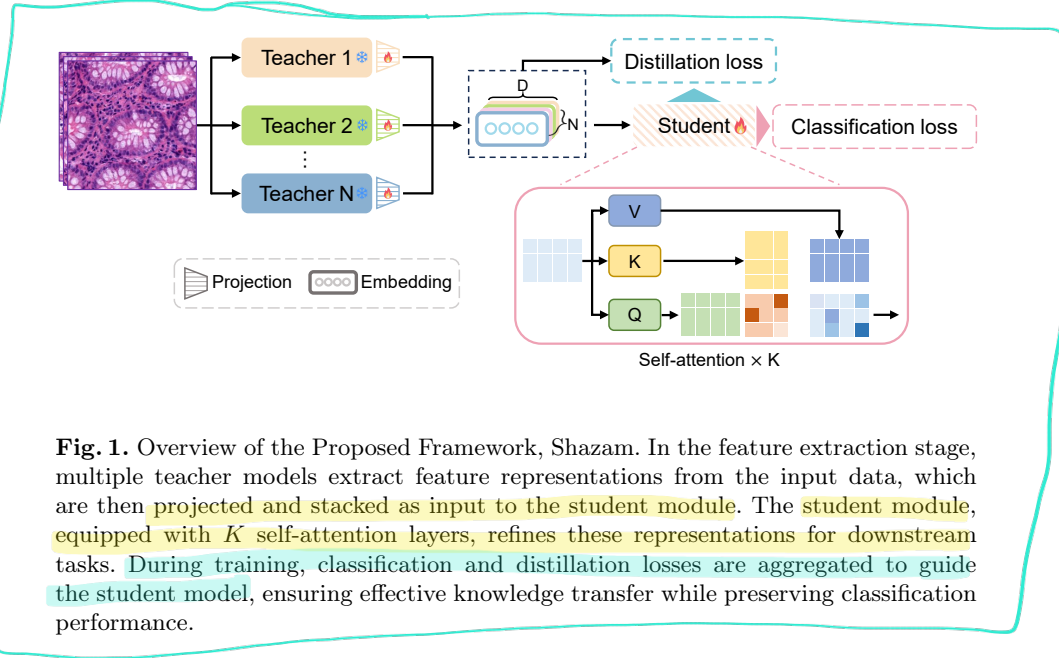 Teacher 1
Teacher 2
Teacher N
D
N
Distillation loss
Student
Classification loss
V
K
Q
Projection
Embedding
Self-attention × K
Fig. 1. Overview of the Proposed Framework, Shazam. In the feature extraction stage,
multiple teacher models extract feature representations from the input data, which
are then projected and stacked as input to the student module. The student module,
equipped with K self-attention layers, refines these representations for downstream
tasks. During training, classification and distillation losses are aggregated to guide
the student model, ensuring effective knowledge transfer while preserving classification
performance.